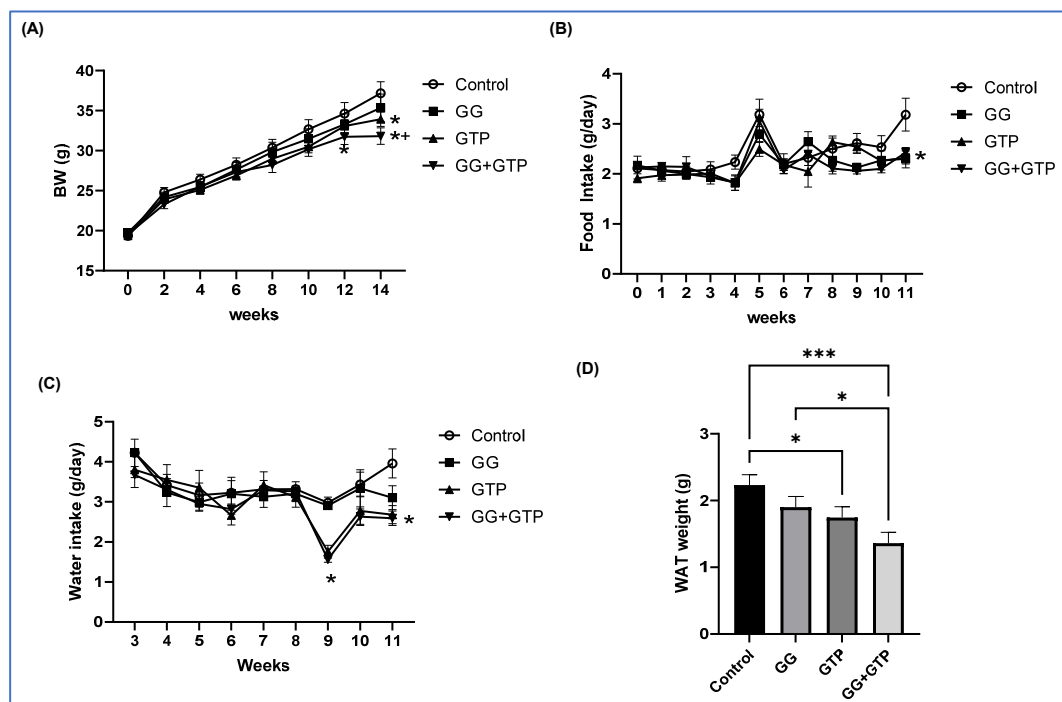 (A)
BW (g)
40
35
30
25
20
15
0 2 4 6 8 10 12 14
weeks
Control
GG
GTP
GG+GTP
*
*+
*
(B)
Food Intake (g/day)
4
3
2
1
0
0 1 2 3 4 5 6 7 8 9 10 11
weeks
Control
GG
GTP
GG+GTP
*
(C)
Water intake (g/day)
5
4
3
2
1
0
3 4 5 6 7 8 9 10 11
Weeks
Control
GG
GTP
GG+GTP
*
*
(D)
***
*
*
WAT weight (g)
3
2
1
0
Control GG GTP GG+GTP